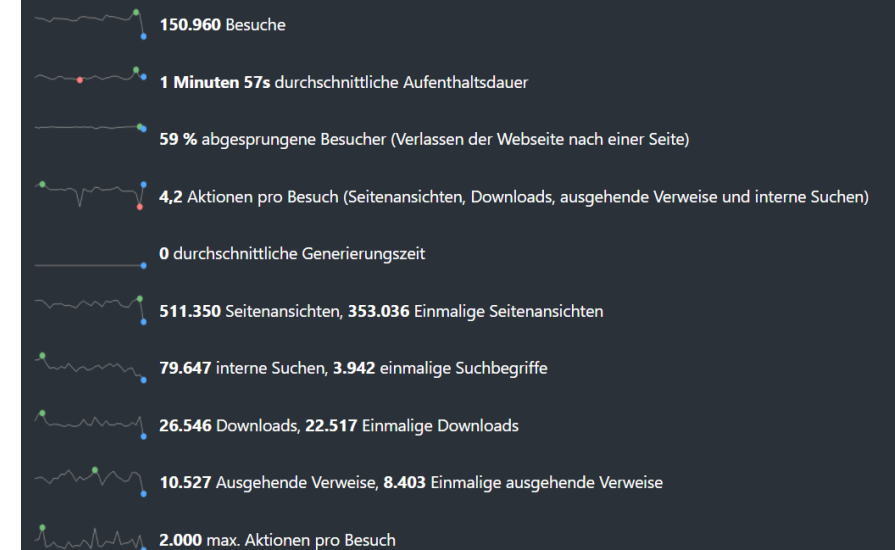 150.960 Besuche
1 Minuten 57s durchschnittliche Aufenthaltsdauer
59 % abgesprungene Besucher (Verlassen der Webseite nach einer Seite)
4,2 Aktionen pro Besuch (Seitenansichten, Downloads, ausgehende Verweise und interne Suchen)
0 durchschnittliche Generierungszeit
511.350 Seitenansichten, 353.036 Einmalige Seitenansichten
79.647 interne Suchen, 3.942 einmalige Suchbegriffe
26.546 Downloads, 22.517 Einmalige Downloads
10.527 Ausgehende Verweise, 8.403 Einmalige ausgehende Verweise
2.000 max. Aktionen pro Besuch